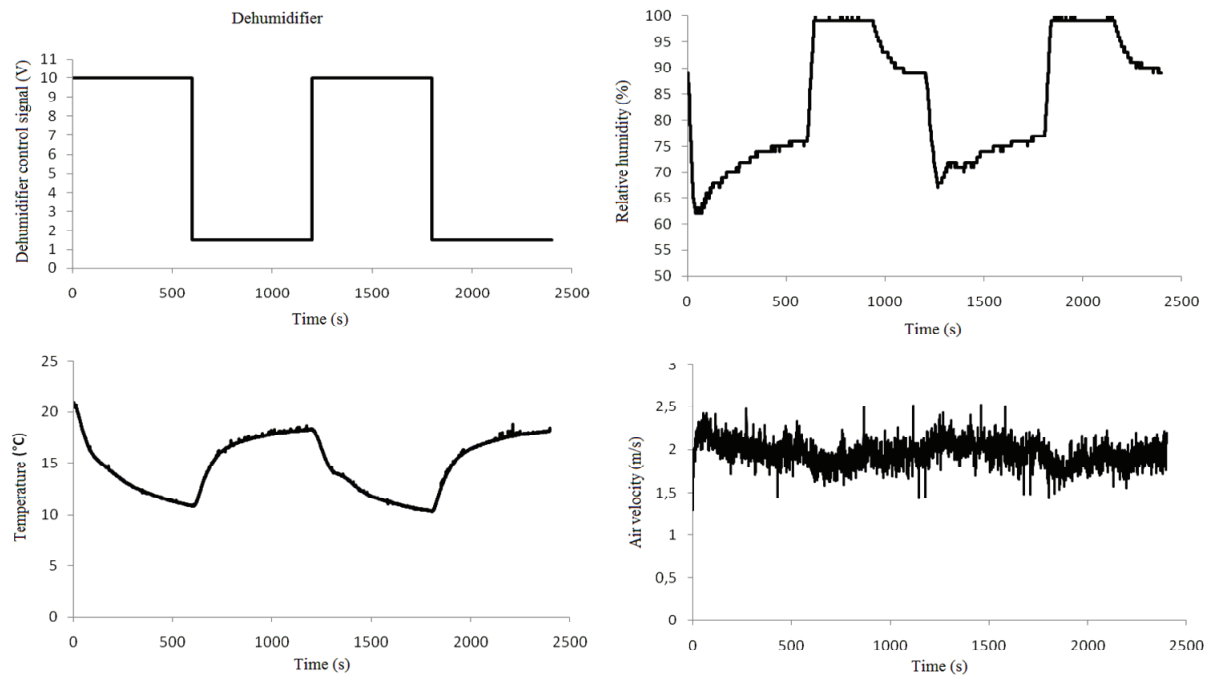 Dehumidifier
Dehumidifier control signal (V)
11
10
9
8
7
6
5
4
3
2
1
0
0 500 1000 1500 2000 2500
Time (s)
Relative humidity (%)
100
95
90
85
80
75
70
65
60
55
50
0 500 1000 1500 2000 2500
Time (s)
Temperature (°C)
25
20
15
10
5
0
0 500 1000 1500 2000 2500
Time (s)
Air velocity (m/s)
3
2,5
2
1,5
1
0,5
0
0 500 1000 1500 2000 2500
Time (s)